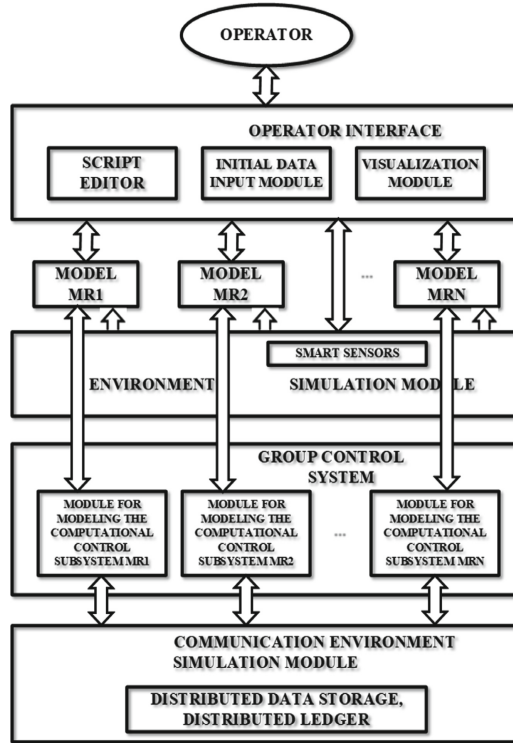 OPERATOR
OPERATOR INTERFACE
SCRIPT
EDITOR
INITIAL DATA
INPUT MODULE
VISUALIZATION
MODULE
MODEL
MR1
MODEL
MR2
...
MODEL
MRN
SMART SENSORS
ENVIRONMENT SIMULATION MODULE
GROUP CONTROL
SYSTEM
MODULE FOR
MODELING THE
COMPUTATIONAL
CONTROL
SUBSYSTEM MR1
MODULE FOR
MODELING THE
COMPUTATIONAL
CONTROL
SUBSYSTEM MR2
...
MODULE FOR
MODELING THE
COMPUTATIONAL
CONTROL
SUBSYSTEM MRN
COMMUNICATION ENVIRONMENT
SIMULATION MODULE
DISTRIBUTED DATA STORAGE,
DISTRIBUTED LEDGER